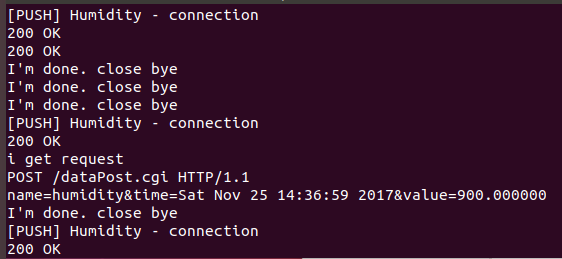 [PUSH] Humidity - connection
200 OK
200 OK
I'm done. close bye
I'm done. close bye
I'm done. close bye
[PUSH] Humidity - connection
200 OK
i get request
POST /dataPost.cgi HTTP/1.1
name=humidity&time=Sat Nov 25 14:36:59 2017&value=900.000000
I'm done. close bye
[PUSH] Humidity - connection
200 OK